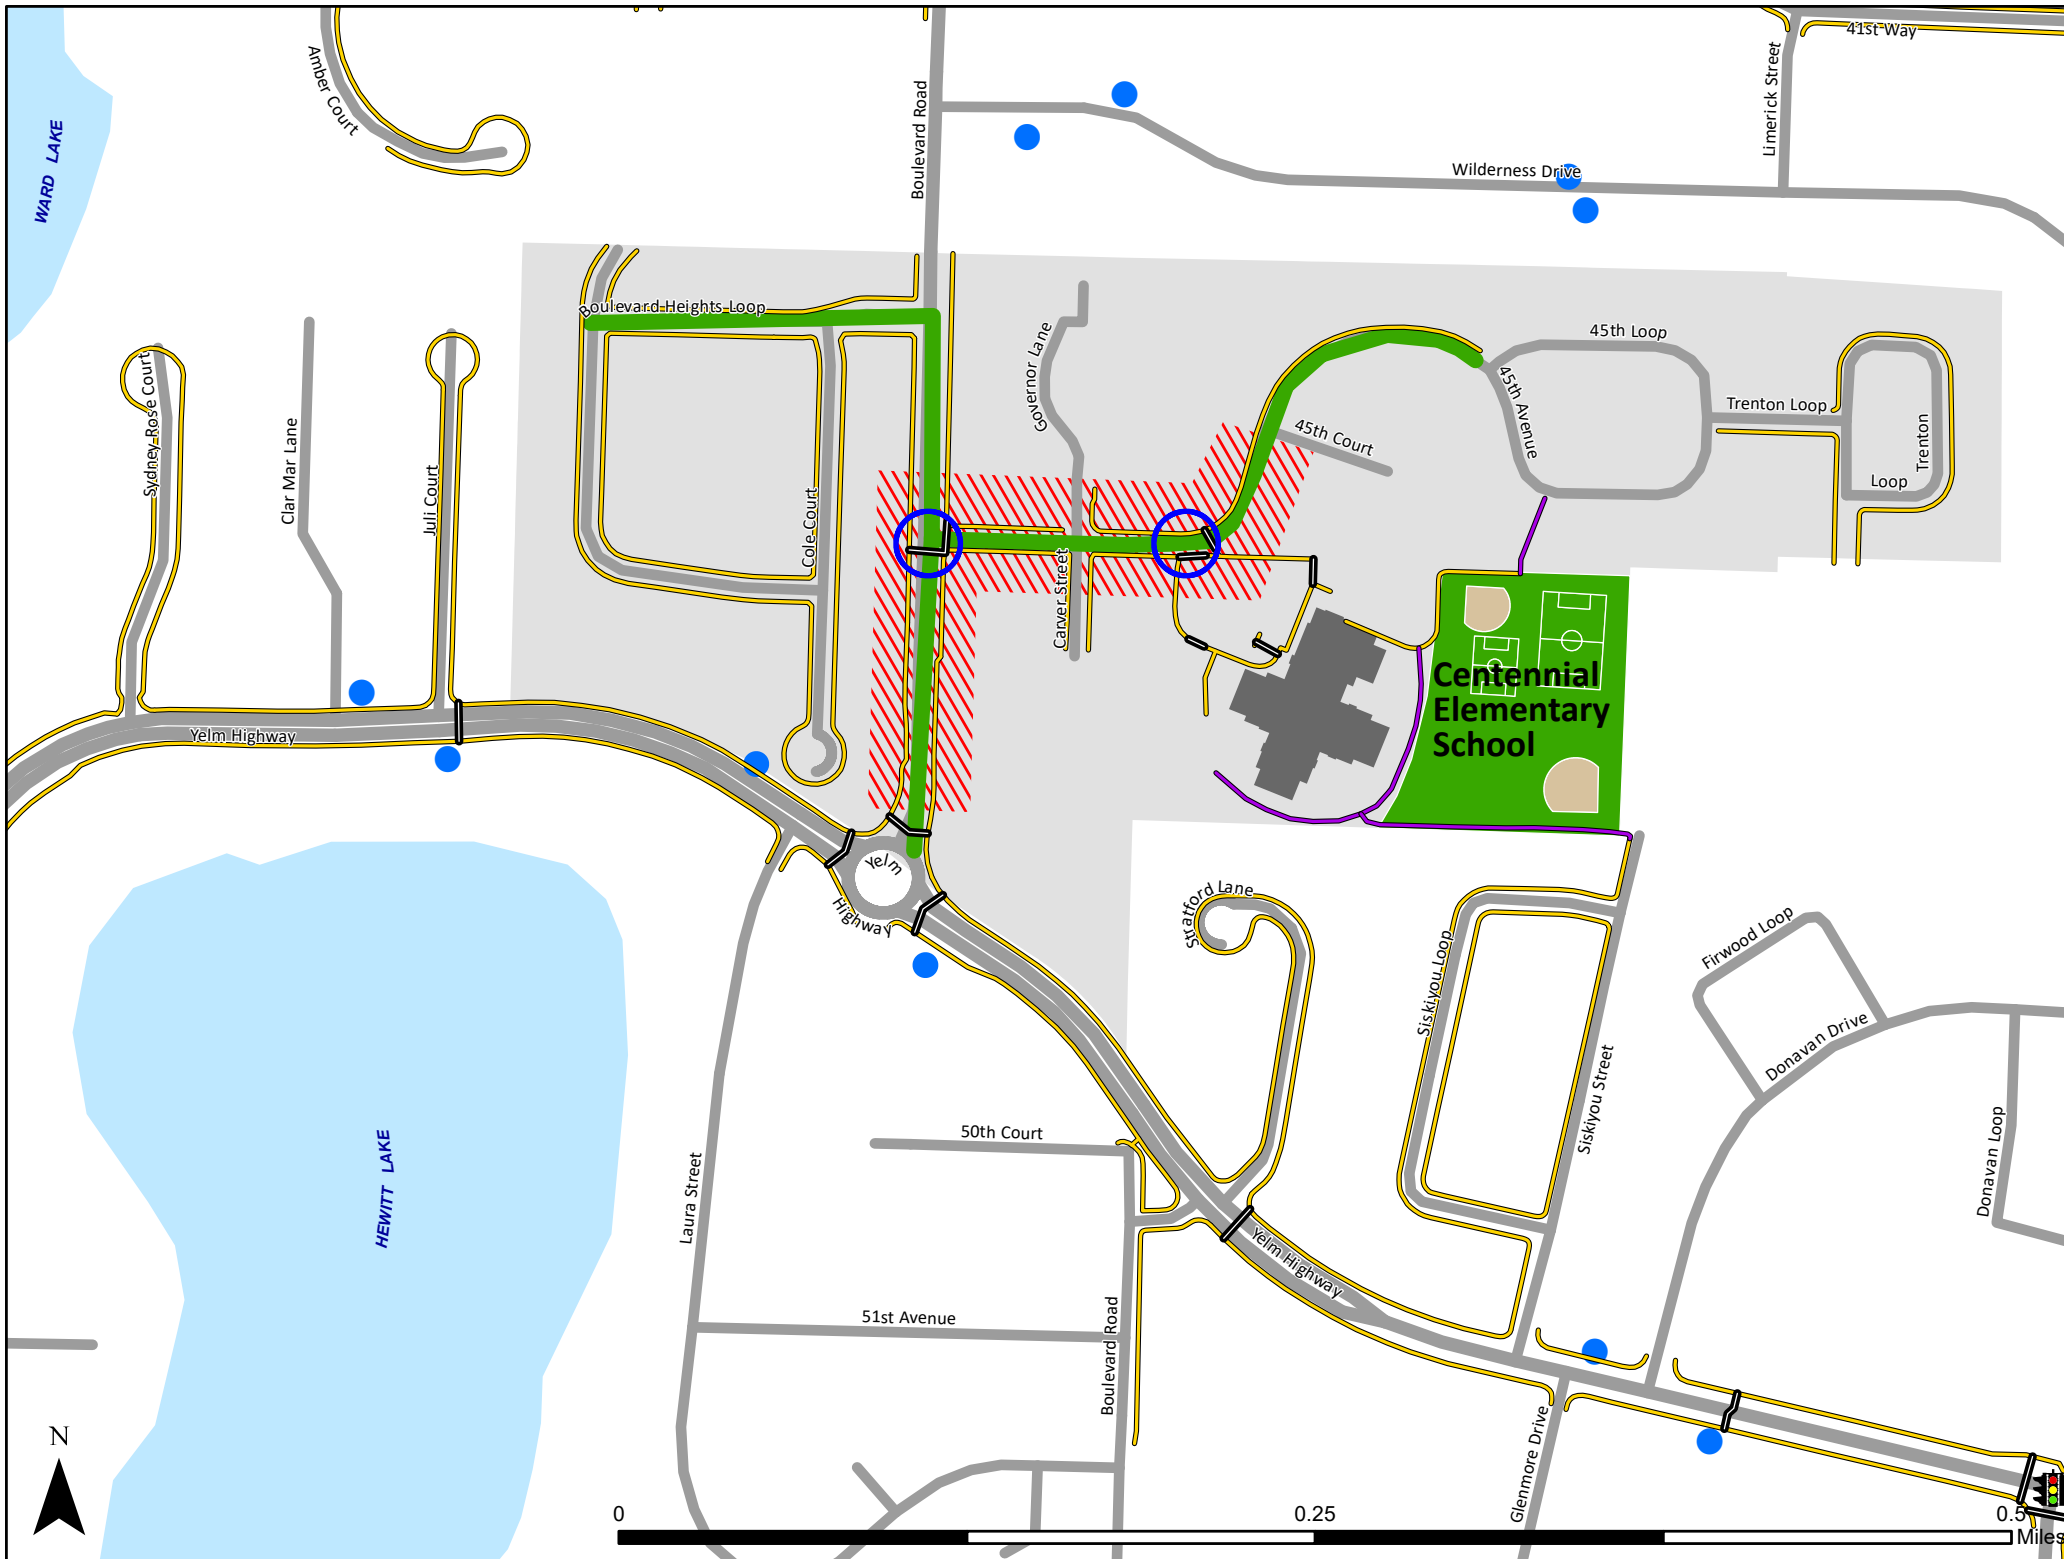 41st Way
Limerick Street
Amber Court
Boulevard Road
WARD LAKE
Wilderness Drive
Boulevard Heights Loop
Governor Lane
45th Loop
45th Avenue
Trenton Loop
45th Court
Trenton
Loop
Sydney Rose Court
Clar Mar Lane
Juli Court
Cole Court
Carver Street
Centennial
Elementary
School
Yelm Highway
Yelm
Highway
Stratford Lane
Siskiyou Loop
Firwood Loop
Donavan Drive
Siskiyou Street
Donavan Loop
50th Court
HEWITT LAKE
Laura Street
Yelm Highway
51st Avenue
Boulevard Road
Glenmore Drive
N
0
0.25
0.5
Miles